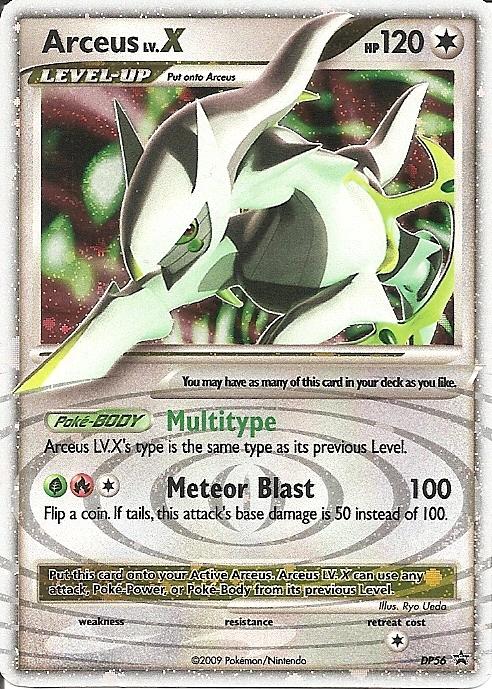 Arceus LV.X HP 120
LEVEL-UP Put onto Arceus
You may have as many of this card in your deck as you like.
Poké-BODY Multitype
Arceus LV.X's type is the same type as its previous Level.
Meteor Blast 100
Flip a coin. If tails, this attack's base damage is 50 instead of 100.
Put this card onto your Active Arceus. Arceus LV.X can use any
attack, Poké-Power, or Poké-Body from its previous Level.
Illus. Ryo Ueda
weakness resistance retreat cost
©2009 Pokémon/Nintendo DP56